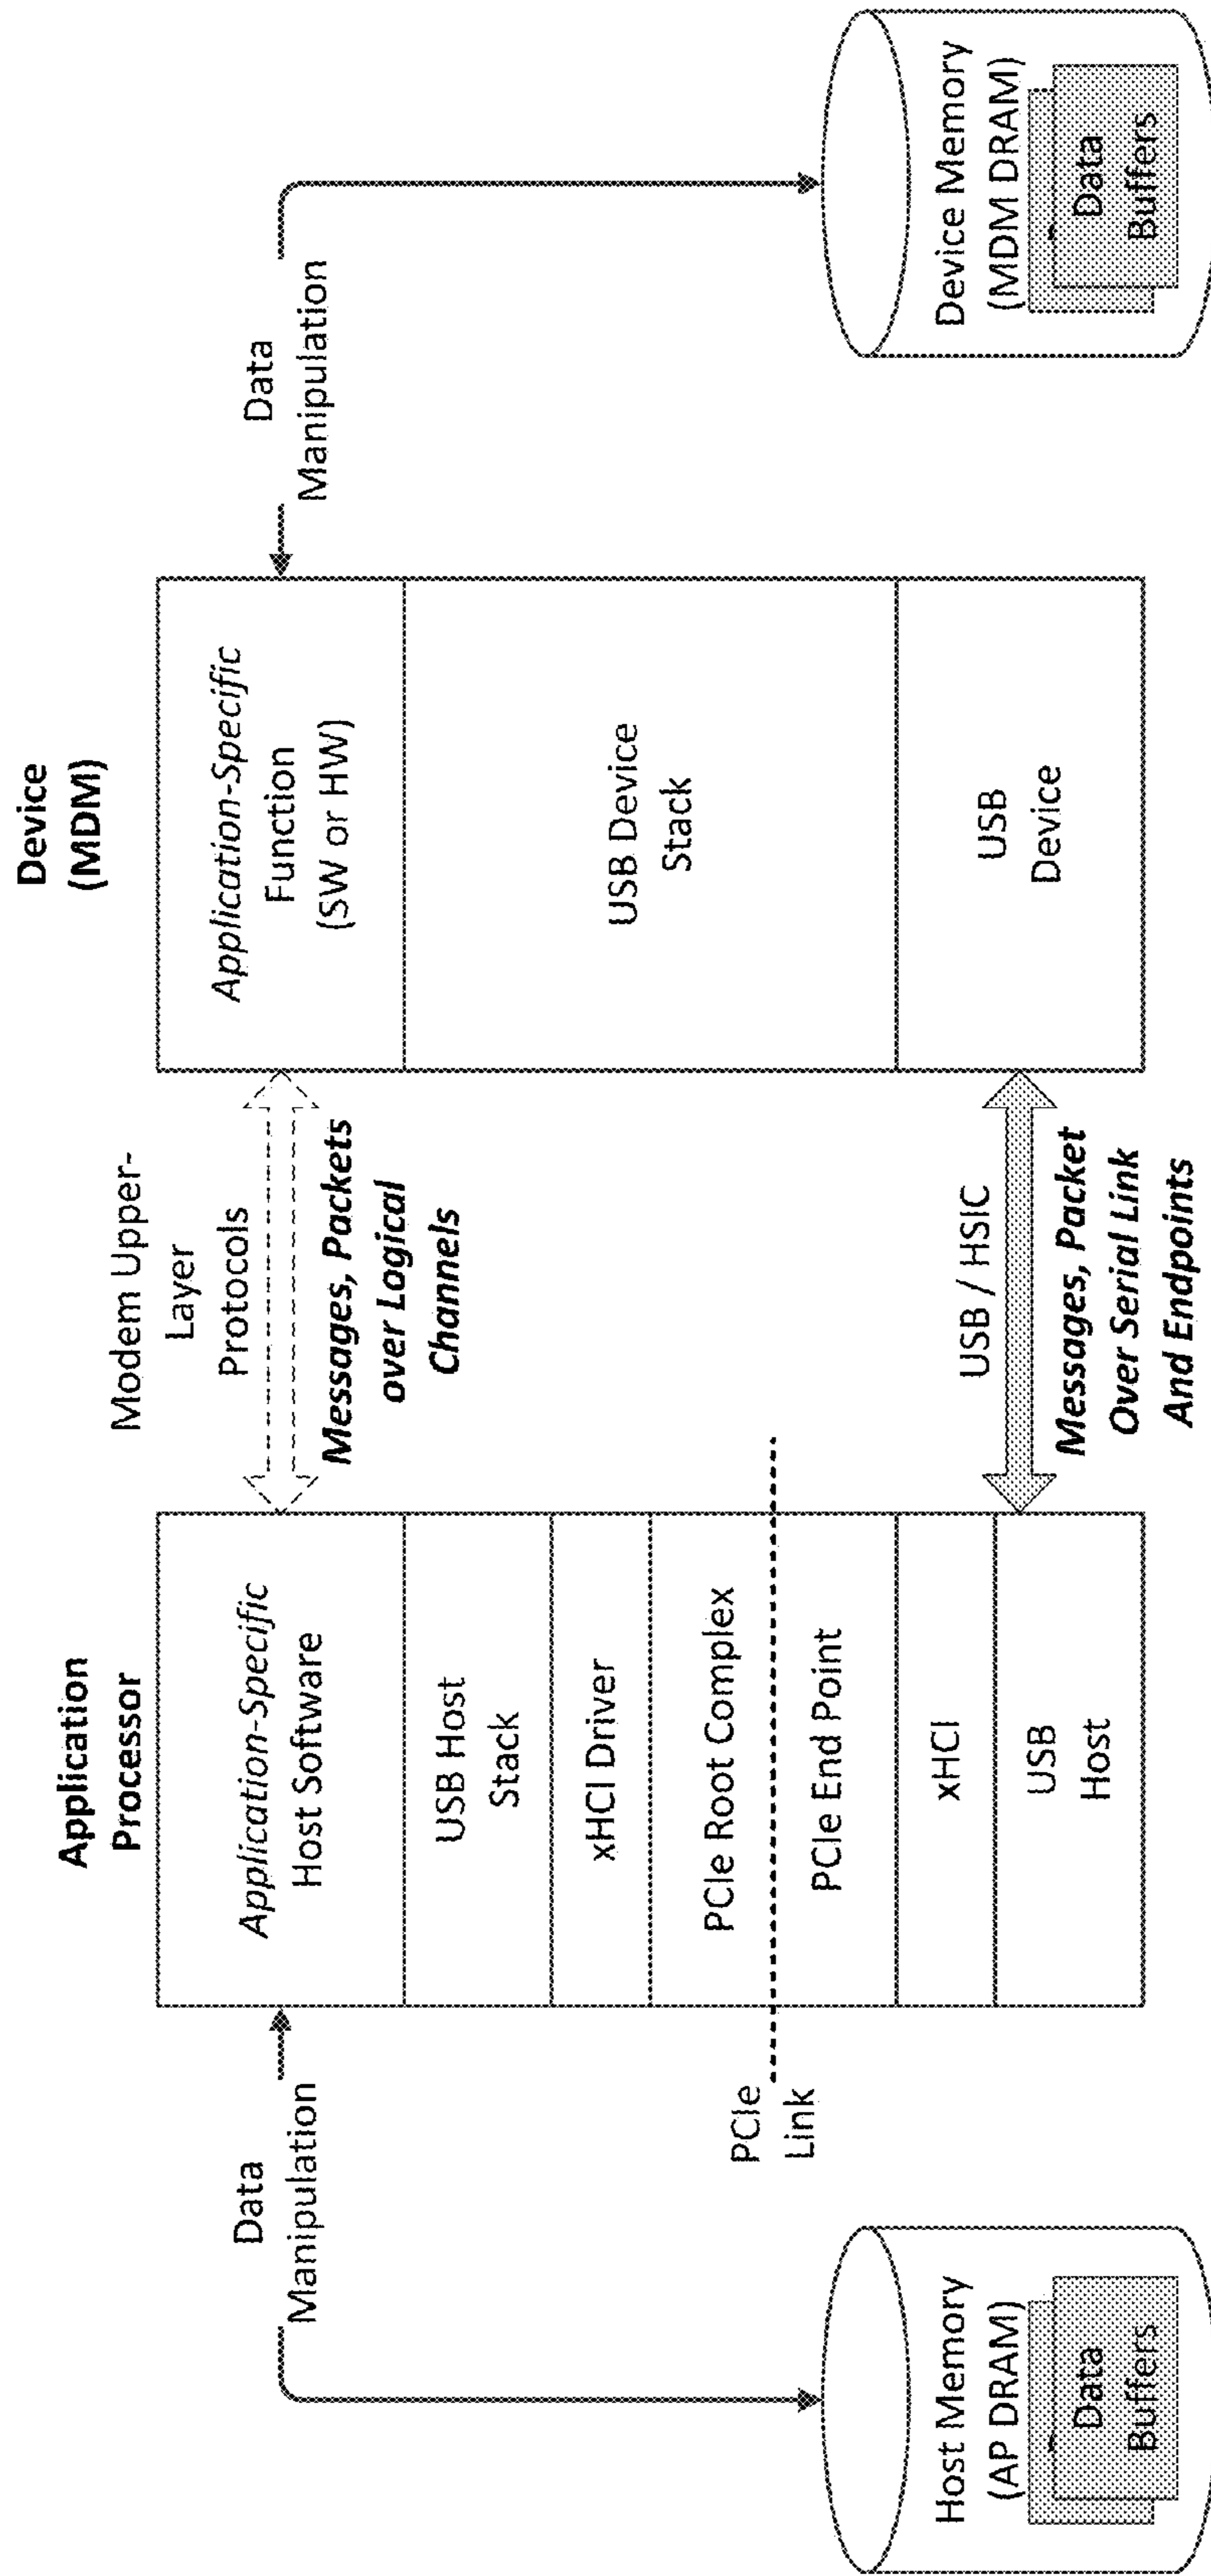 Application
Processor
Device
(MDM)
Data
Manipulation
Application-Specific
Host Software
Modem Upper-
Layer
Protocols
Messages, Packets
over Logical
Channels
Application-Specific
Function
(SW or HW)
Data
Manipulation
USB Host
Stack
xHCI Driver
PCIe Root Complex
PCIe
Link
PCIe End Point
xHCI
USB
Host
USB Device
Stack
USB / HSIC
Messages, Packet
Over Serial Link
And Endpoints
USB
Device
Host Memory
(AP DRAM)
Data
Buffers
Device Memory
(MDM DRAM)
Data
Buffers